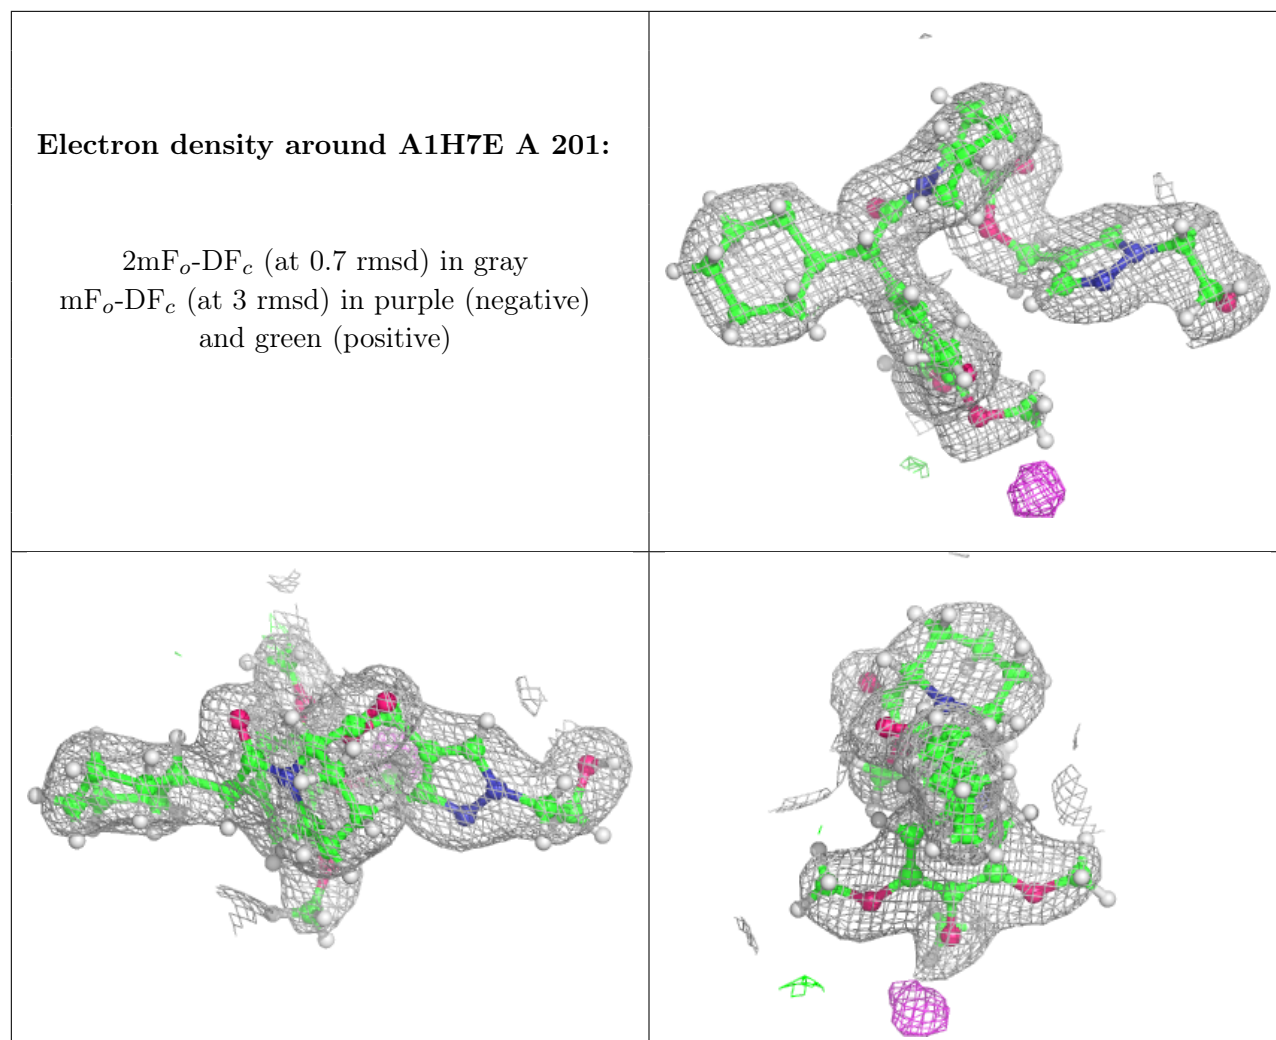 Electron density around A1H7E A 201:
2mFo-DFc (at 0.7 rmsd) in gray
mFo-DFc (at 3 rmsd) in purple (negative)
and green (positive)